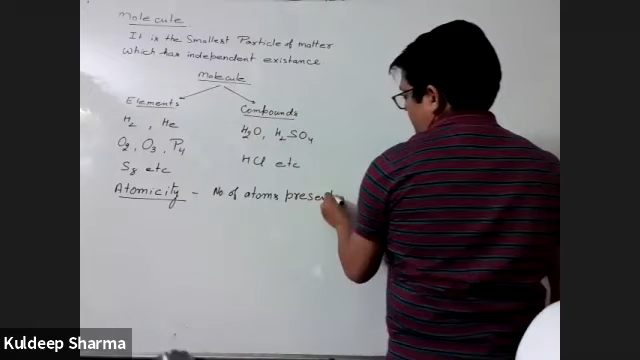 Molecule
It is the Smallest Particle of matter
which has independent existance
Molecule
Elements
Compounds
H2, He
H2O, H2SO4
O2, O3, P4
HCl etc
S8 etc
Atomicity - No of atoms present
Kuldeep Sharma